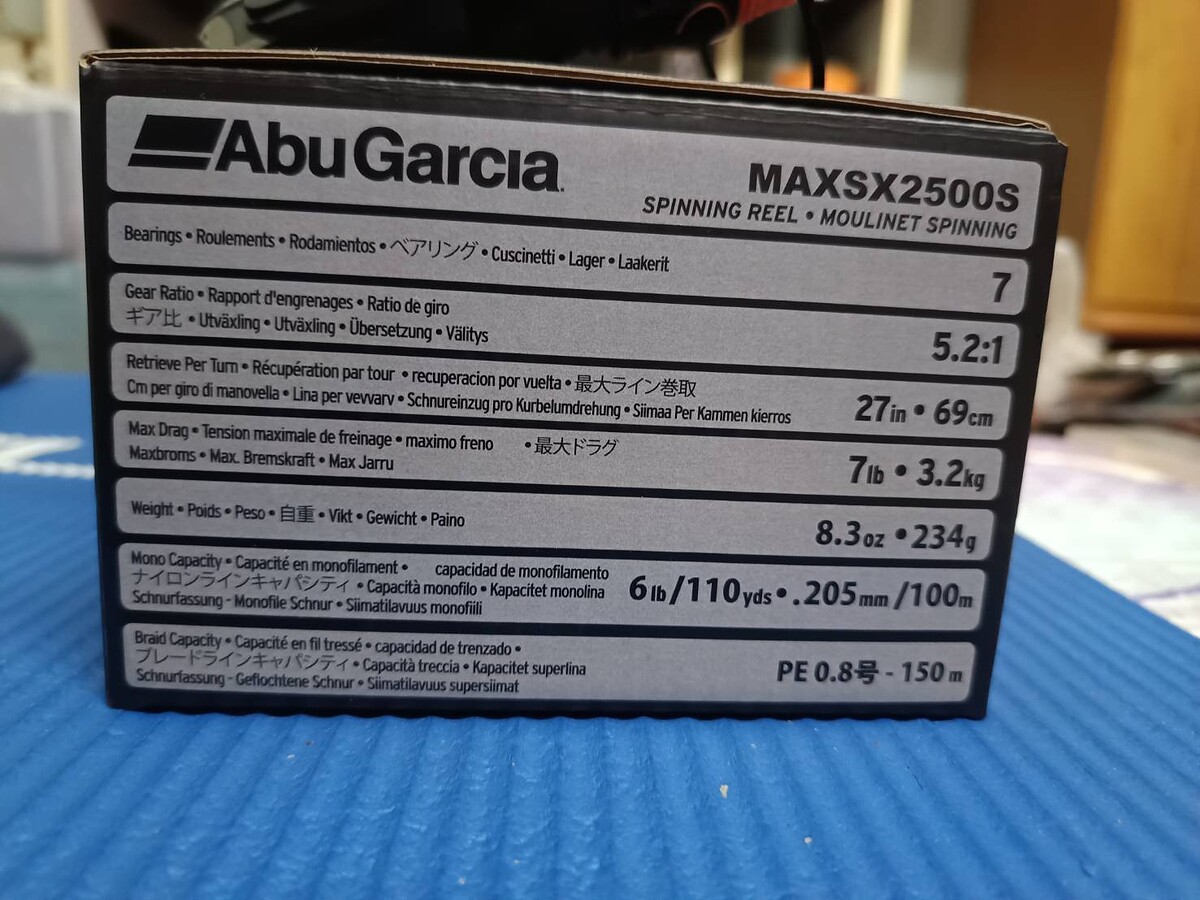 AbuGarcia.
MAXSX2500S
SPINNING REEL • MOULINET SPINNING
Bearings • Roulements • Rodamientos • ベアリング • Cuscinetti • Lager • Laakerit
7
Gear Ratio • Rapport d'engrenages • Ratio de giro
ギア比 • Utväxling • Utväxling • Übersetzung • Välitys
5.2:1
Retrieve Per Turn • Récupération par tour • recuperacion por vuelta • 最大ライン巻取
Cm per giro di manovella • Lina per vevvarv • Schnureinzug pro Kurbelumdrehung • Siimaa Per Kammen kierros
27in • 69cm
Max Drag • Tension maximale de freinage • maximo freno • 最大ドラグ
Maxbroms • Max. Bremskraft • Max Jarru
7lb • 3.2kg
Weight • Poids • Peso • 自重 • Vikt • Gewicht • Paino
8.3oz • 234g
Mono Capacity • Capacité en monofilament • capacidad de monofilamento
ナイロンラインキャパシティ • Capacità monofilo • Kapacitet monolina
Schnurfassung - Monofile Schnur • Siimatilavuus monofiili
6lb/110yds • .205mm/100m
Braid Capacity • Capacité en fil tressé • capacidad de trenzado •
ブレードラインキャパシティ • Capacità treccia • Kapacitet superlina
Schnurfassung - Geflochtene Schnur • Siimatilavuus supersiimat
PE 0.8号 - 150m